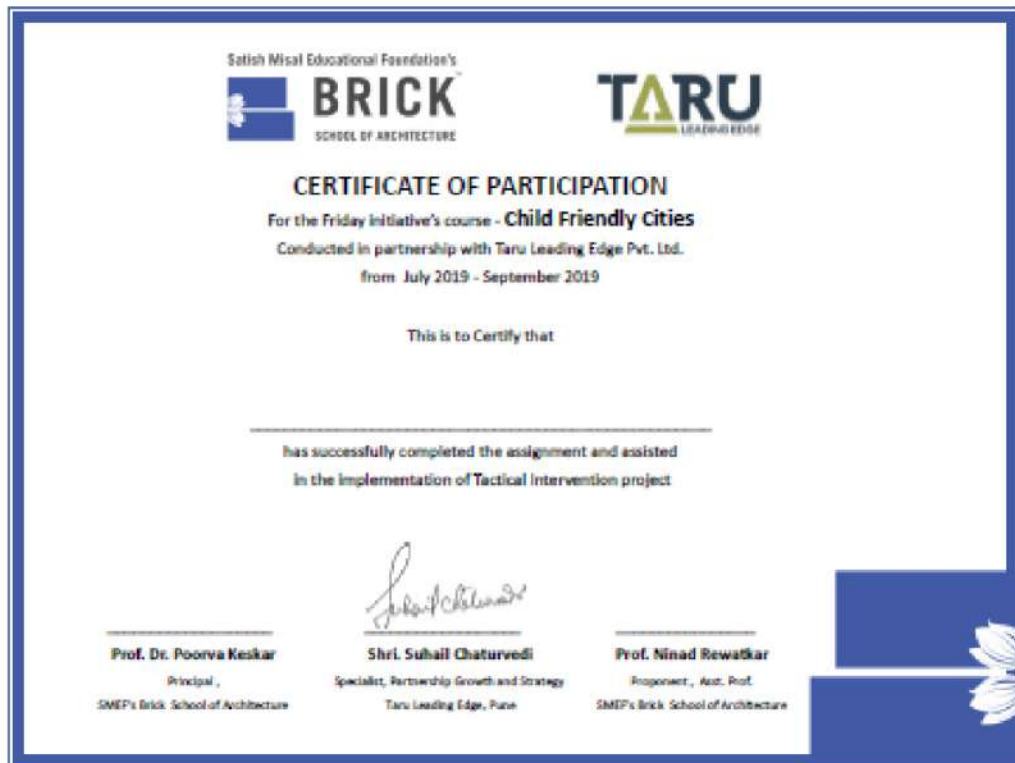 Satish Misal Educational Foundation's
BRICK™
SCHOOL OF ARCHITECTURE
TARU
LEADING EDGE
CERTIFICATE OF PARTICIPATION
For the Friday initiative's course - Child Friendly Cities
Conducted in partnership with Taru Leading Edge Pvt. Ltd.
from July 2019 - September 2019
This is to Certify that
has successfully completed the assignment and assisted
in the implementation of Tactical Intervention project
Suhail Chaturvedi
Prof. Dr. Poorva Keskar
Principal ,
SMEF's Brick School of Architecture
Shri. Suhail Chaturvedi
Specialist, Partnership Growth and Strategy
Taru Leading Edge, Pune
Prof. Ninad Rewatkar
Proponent , Asst. Prof.
SMEF's Brick School of Architecture